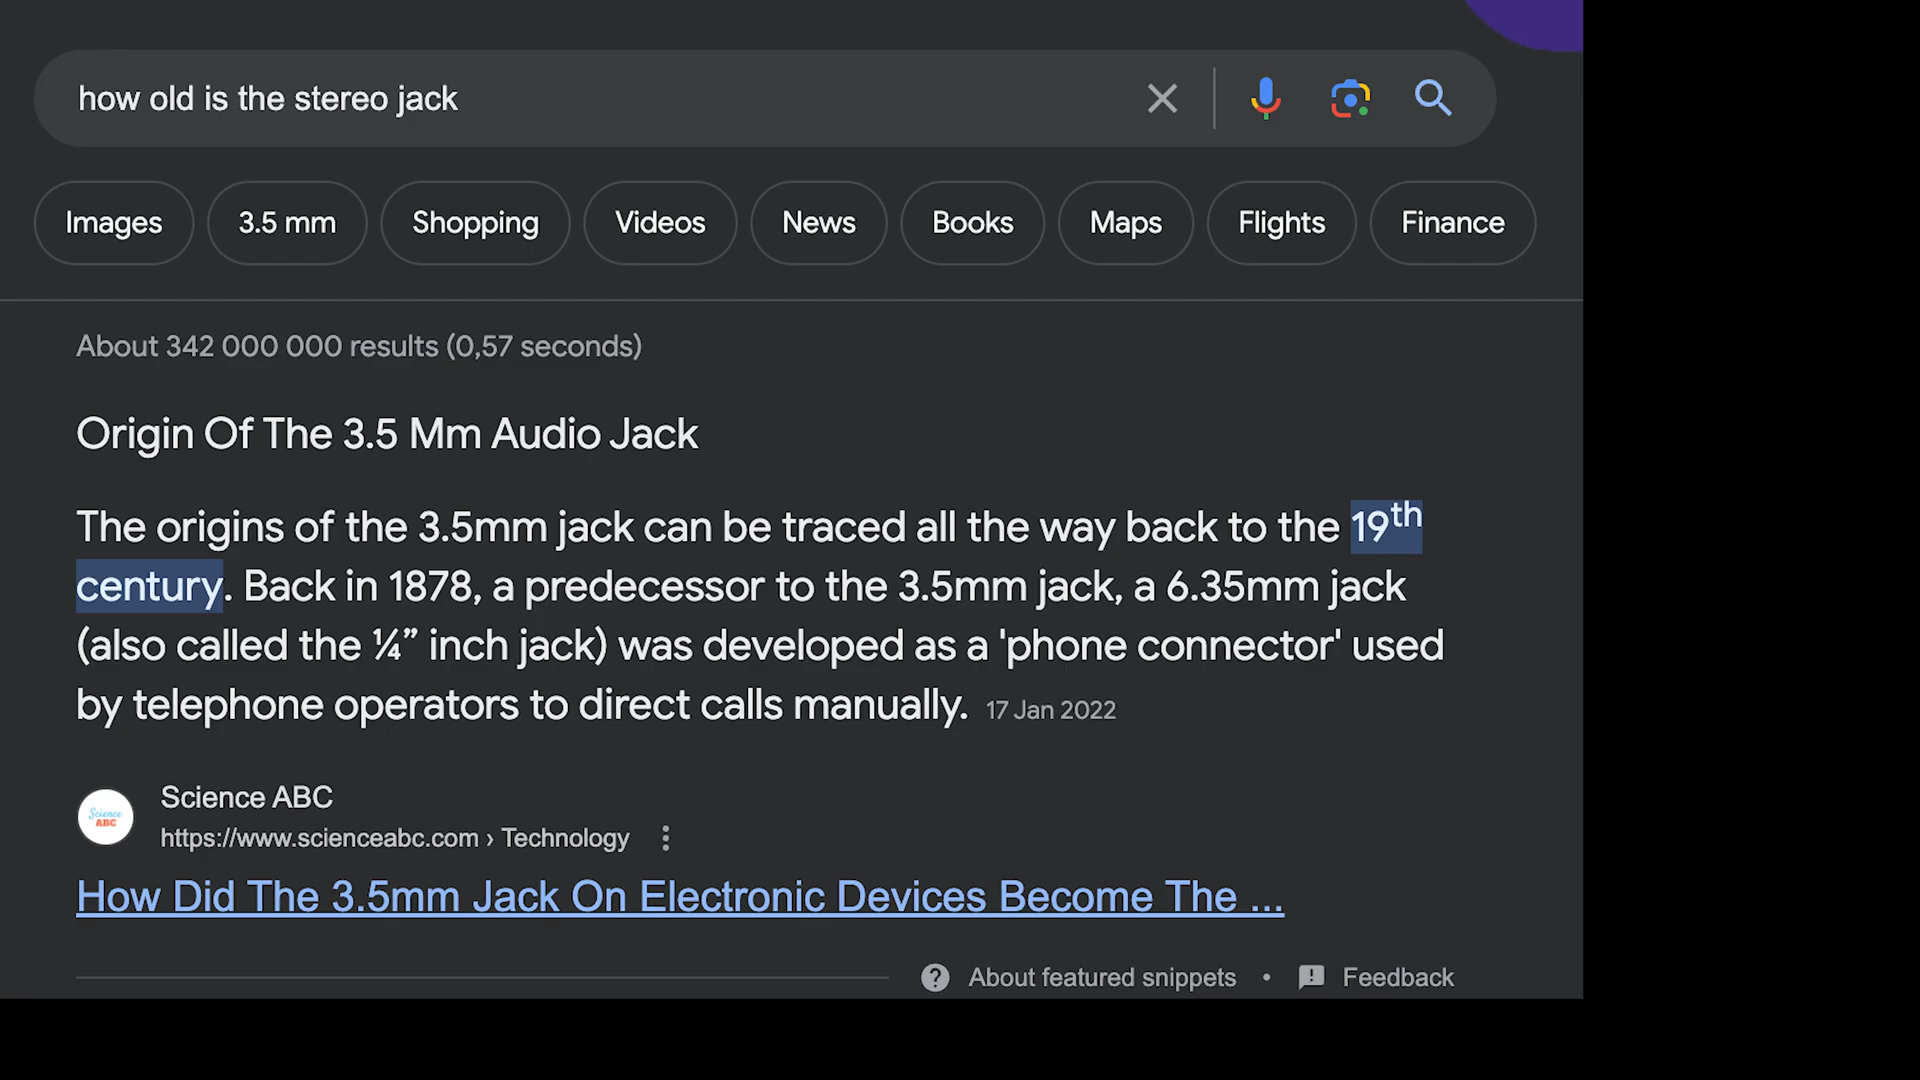 how old is the stereo jack
Images 3.5 mm Shopping Videos News Books Maps Flights Finance
About 342 000 000 results (0,57 seconds)
Origin Of The 3.5 Mm Audio Jack
The origins of the 3.5mm jack can be traced all the way back to the 19th
century. Back in 1878, a predecessor to the 3.5mm jack, a 6.35mm jack
(also called the ¼” inch jack) was developed as a 'phone connector' used
by telephone operators to direct calls manually. 17 Jan 2022
Science ABC
Science
ABC
https://www.scienceabc.com › Technology
How Did The 3.5mm Jack On Electronic Devices Become The ...
About featured snippets • Feedback